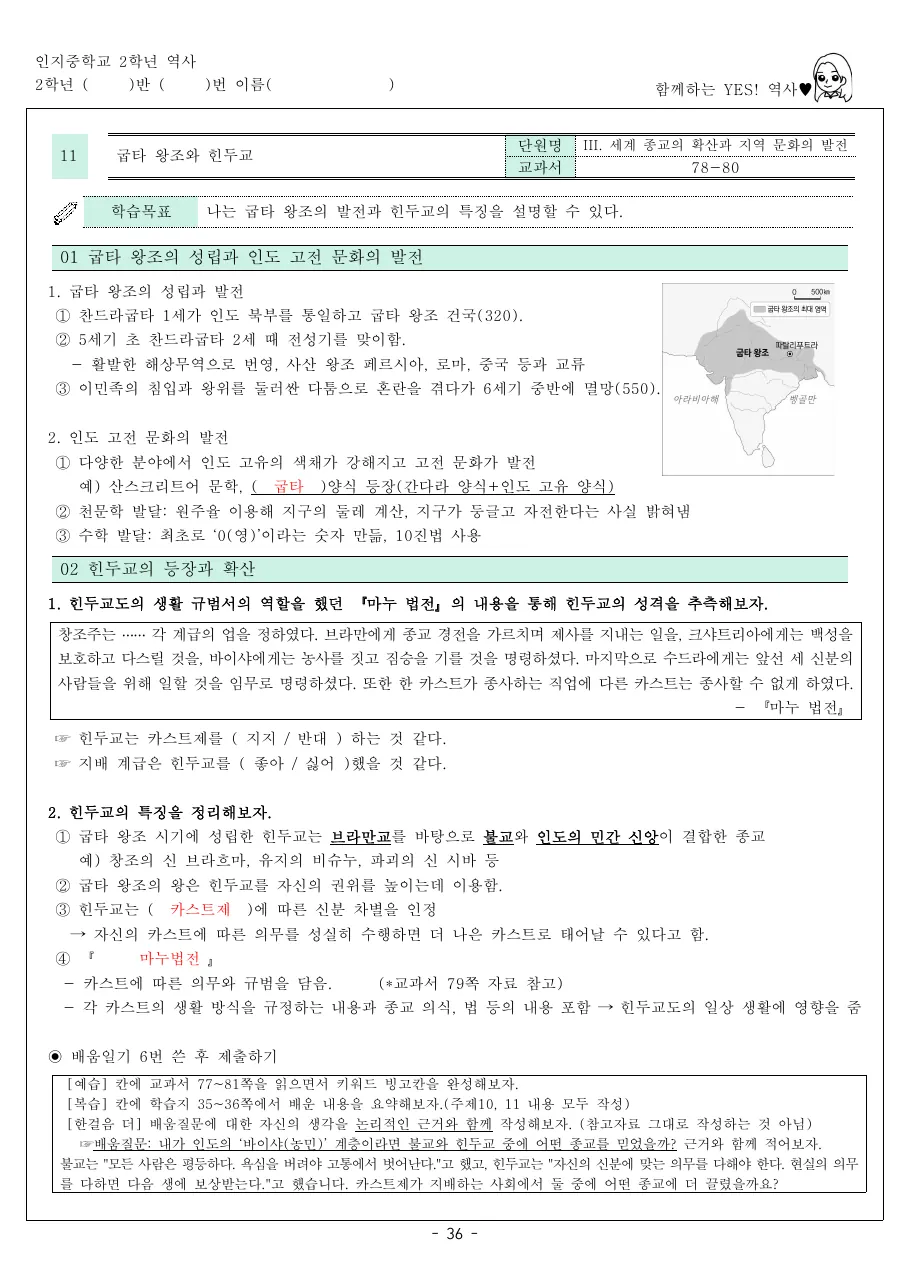 인지중학교 2학년 역사
2학년 (      )반 (      )번 이름(                  )
함께하는 YES! 역사♥
11
굽타 왕조와 힌두교
단원명
III. 세계 종교의 확산과 지역 문화의 발전
교과서
78-80
학습목표
나는 굽타 왕조의 발전과 힌두교의 특징을 설명할 수 있다.
01 굽타 왕조의 성립과 인도 고전 문화의 발전
1. 굽타 왕조의 성립과 발전
① 찬드라굽타 1세가 인도 북부를 통일하고 굽타 왕조 건국(320).
② 5세기 초 찬드라굽타 2세 때 전성기를 맞이함.
- 활발한 해상무역으로 번영, 사산 왕조 페르시아, 로마, 중국 등과 교류
③ 이민족의 침입과 왕위를 둘러싼 다툼으로 혼란을 겪다가 6세기 중반에 멸망(550).
0 500㎞
굽타 왕조의 최대 영역
파탈리푸트라
굽타 왕조
아라비아해
벵골만
2. 인도 고전 문화의 발전
① 다양한 분야에서 인도 고유의 색채가 강해지고 고전 문화가 발전
예) 산스크리트어 문학, (  굽타  )양식 등장(간다라 양식+인도 고유 양식)
② 천문학 발달: 원주율 이용해 지구의 둘레 계산, 지구가 둥글고 자전한다는 사실 밝혀냄
③ 수학 발달: 최초로 ‘0(영)’이라는 숫자 만듦, 10진법 사용
02 힌두교의 등장과 확산
1. 힌두교도의 생활 규범서의 역할을 했던 『마누 법전』의 내용을 통해 힌두교의 성격을 추측해보자.
창조주는 …… 각 계급의 업을 정하였다. 브라만에게 종교 경전을 가르치며 제사를 지내는 일을, 크샤트리아에게는 백성을
보호하고 다스릴 것을, 바이샤에게는 농사를 짓고 짐승을 기를 것을 명령하셨다. 마지막으로 수드라에게는 앞선 세 신분의
사람들을 위해 일할 것을 임무로 명령하셨다. 또한 한 카스트가 종사하는 직업에 다른 카스트는 종사할 수 없게 하였다.
- 『마누 법전』
☞ 힌두교는 카스트제를 ( 지지 / 반대 ) 하는 것 같다.
☞ 지배 계급은 힌두교를 ( 좋아 / 싫어 )했을 것 같다.
2. 힌두교의 특징을 정리해보자.
① 굽타 왕조 시기에 성립한 힌두교는 브라만교를 바탕으로 불교와 인도의 민간 신앙이 결합한 종교
예) 창조의 신 브라흐마, 유지의 비슈누, 파괴의 신 시바 등
② 굽타 왕조의 왕은 힌두교를 자신의 권위를 높이는데 이용함.
③ 힌두교는 (  카스트제  )에 따른 신분 차별을 인정
→ 자신의 카스트에 따른 의무를 성실히 수행하면 더 나은 카스트로 태어날 수 있다고 함.
④ 『      마누법전 』
- 카스트에 따른 의무와 규범을 담음.      (*교과서 79쪽 자료 참고)
- 각 카스트의 생활 방식을 규정하는 내용과 종교 의식, 법 등의 내용 포함 → 힌두교도의 일상 생활에 영향을 줌
◉ 배움일기 6번 쓴 후 제출하기
[예습] 칸에 교과서 77~81쪽을 읽으면서 키워드 빙고칸을 완성해보자.
[복습] 칸에 학습지 35~36쪽에서 배운 내용을 요약해보자.(주제10, 11 내용 모두 작성)
[한걸음 더] 배움질문에 대한 자신의 생각을 논리적인 근거와 함께 작성해보자. (참고자료 그대로 작성하는 것 아님)
☞배움질문: 내가 인도의 ‘바이샤(농민)’ 계층이라면 불교와 힌두교 중에 어떤 종교를 믿었을까? 근거와 함께 적어보자.
불교는 "모든 사람은 평등하다. 욕심을 버려야 고통에서 벗어난다."고 했고, 힌두교는 "자신의 신분에 맞는 의무를 다해야 한다. 현실의 의무
를 다하면 다음 생에 보상받는다."고 했습니다. 카스트제가 지배하는 사회에서 둘 중에 어떤 종교에 더 끌렸을까요?
- 36 -